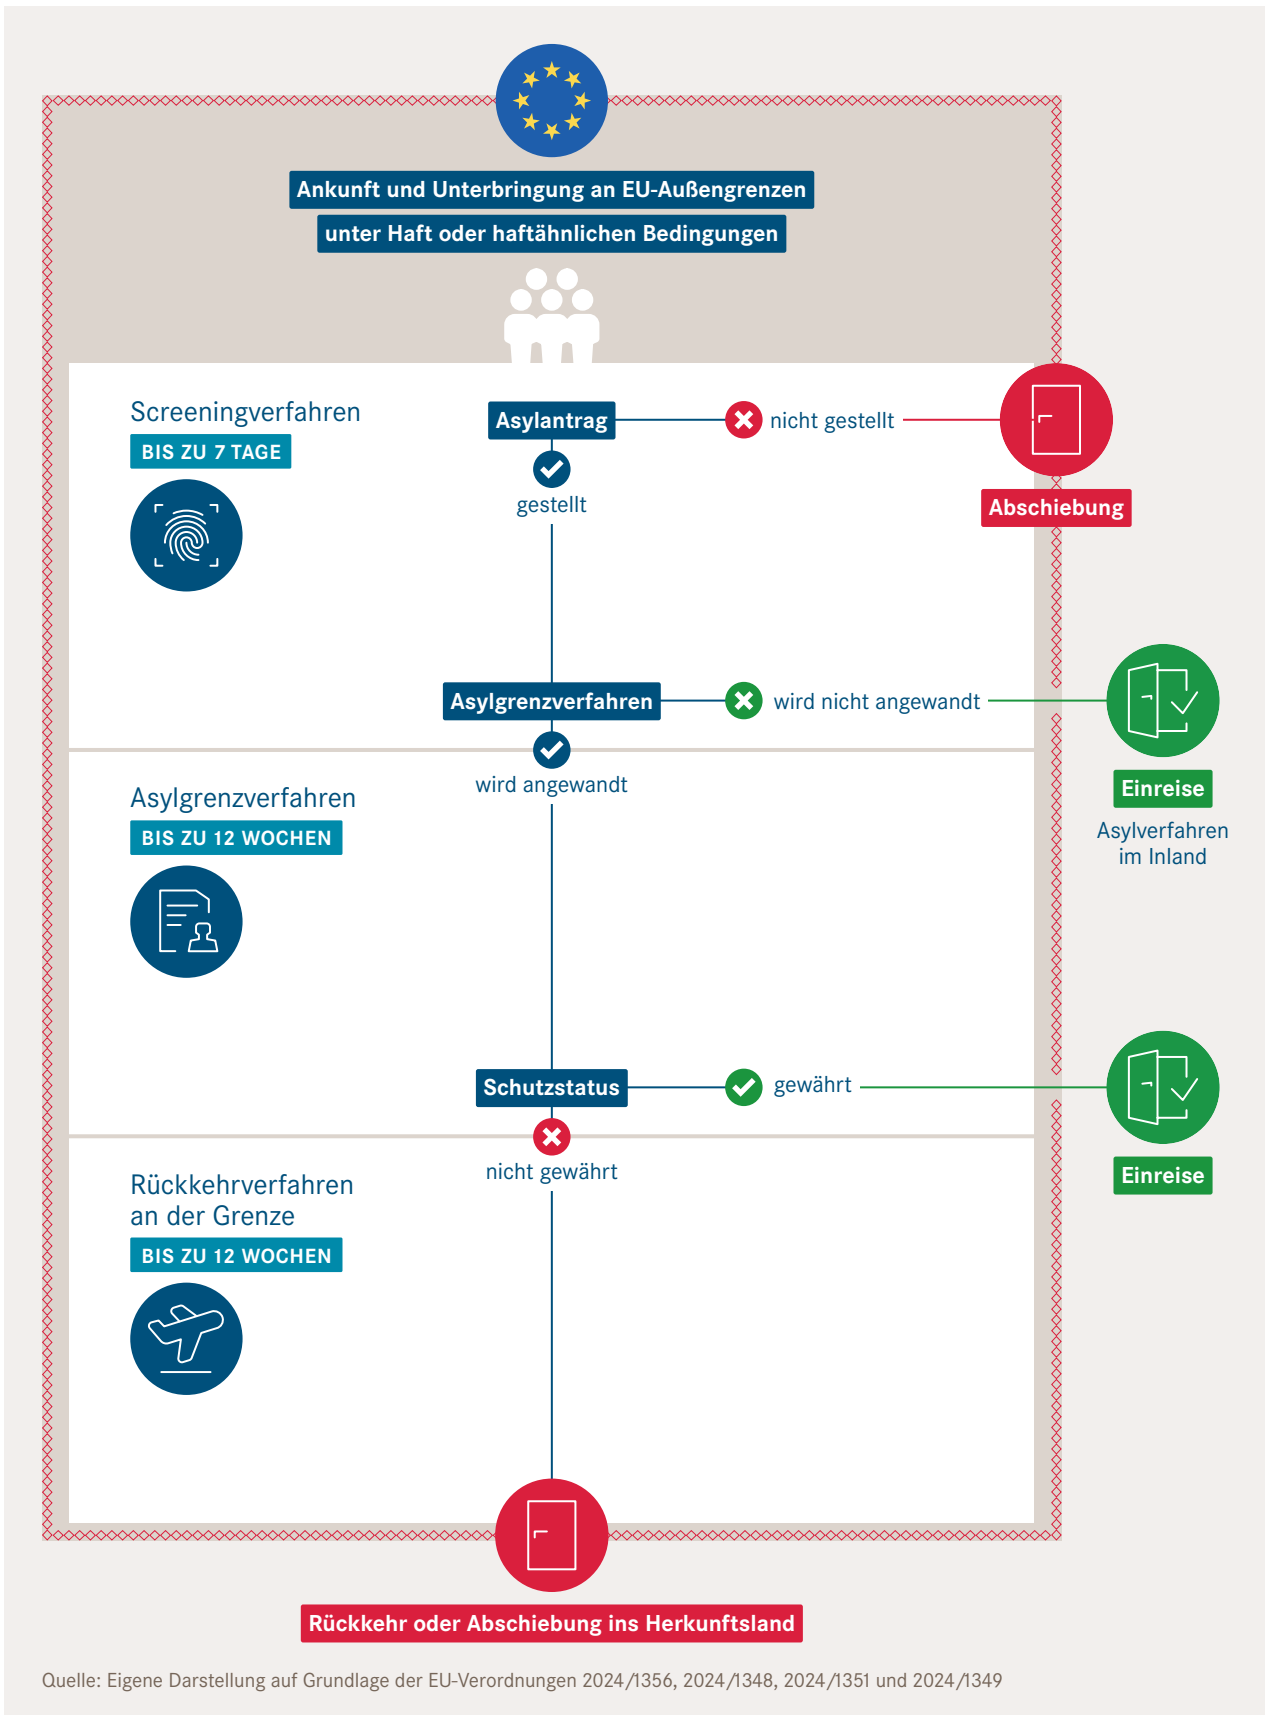 Ankunft und Unterbringung an EU-Außengrenzen
unter Haft oder haftähnlichen Bedingungen
Screeningverfahren
BIS ZU 7 TAGE
Asylantrag
nicht gestellt
gestellt
Abschiebung
Asylgrenzverfahren
wird nicht angewandt
wird angewandt
Einreise
Asylverfahren
im Inland
Asylgrenzverfahren
BIS ZU 12 WOCHEN
Schutzstatus
gewährt
nicht gewährt
Einreise
Rückkehrverfahren
an der Grenze
BIS ZU 12 WOCHEN
Rückkehr oder Abschiebung ins Herkunftsland
Quelle: Eigene Darstellung auf Grundlage der EU-Verordnungen 2024/1356, 2024/1348, 2024/1351 und 2024/1349